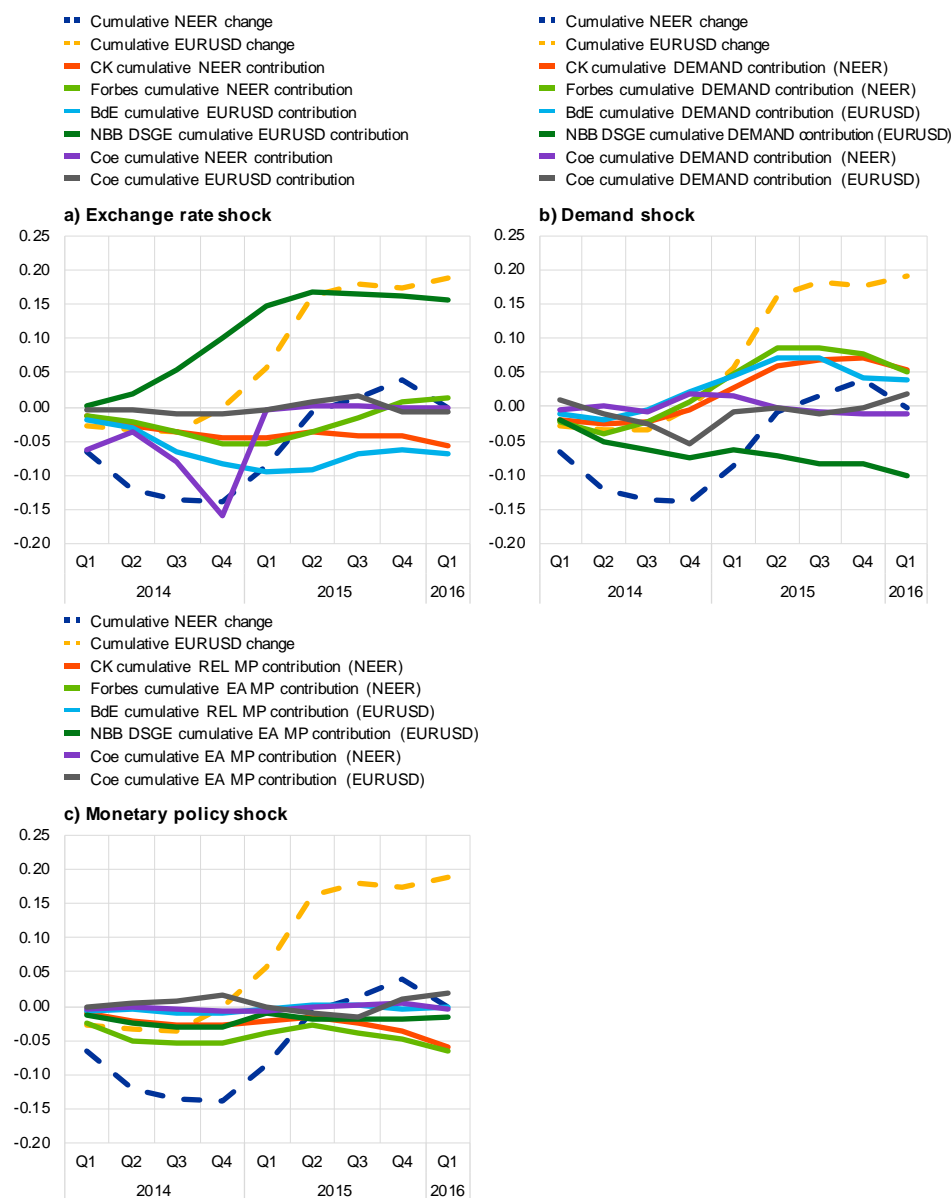 Cumulative NEER change
Cumulative EURUSD change
CK cumulative NEER contribution
Forbes cumulative NEER contribution
BdE cumulative EURUSD contribution
NBB DSGE cumulative EURUSD contribution
Coe cumulative NEER contribution
Coe cumulative EURUSD contribution
a) Exchange rate shock
0.25
0.20
0.15
0.10
0.05
0.00
-0.05
-0.10
-0.15
-0.20
Q1 Q2 Q3 Q4 Q1 Q2 Q3 Q4 Q1
2014 2015 2016
Cumulative NEER change
Cumulative EURUSD change
CK cumulative DEMAND contribution (NEER)
Forbes cumulative DEMAND contribution (NEER)
BdE cumulative DEMAND contribution (EURUSD)
NBB DSGE cumulative DEMAND contribution (EURUSD)
Coe cumulative DEMAND contribution (NEER)
Coe cumulative DEMAND contribution (EURUSD)
b) Demand shock
0.25
0.20
0.15
0.10
0.05
0.00
-0.05
-0.10
-0.15
-0.20
Q1 Q2 Q3 Q4 Q1 Q2 Q3 Q4 Q1
2014 2015 2016
Cumulative NEER change
Cumulative EURUSD change
CK cumulative REL MP contribution (NEER)
Forbes cumulative EA MP contribution (NEER)
BdE cumulative REL MP contribution (EURUSD)
NBB DSGE cumulative EA MP contribution (EURUSD)
Coe cumulative EA MP contribution (NEER)
Coe cumulative EA MP contribution (EURUSD)
c) Monetary policy shock
0.25
0.20
0.15
0.10
0.05
0.00
-0.05
-0.10
-0.15
-0.20
Q1 Q2 Q3 Q4 Q1 Q2 Q3 Q4 Q1
2014 2015 2016